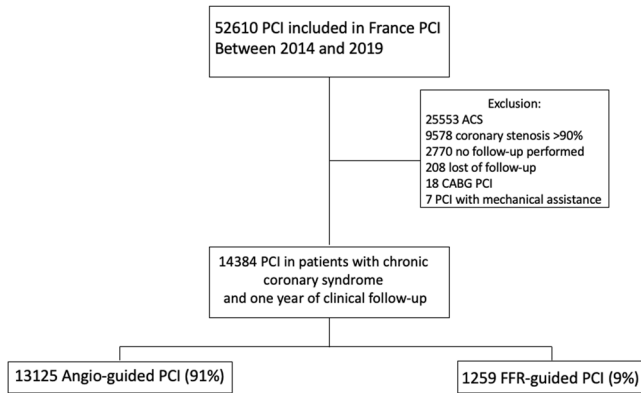 52610 PCI included in France PCI
Between 2014 and 2019
Exclusion:
25553 ACS
9578 coronary stenosis >90%
2770 no follow-up performed
208 lost of follow-up
18 CABG PCI
7 PCI with mechanical assistance
14384 PCI in patients with chronic
coronary syndrome
and one year of clinical follow-up
13125 Angio-guided PCI (91%)
1259 FFR-guided PCI (9%)